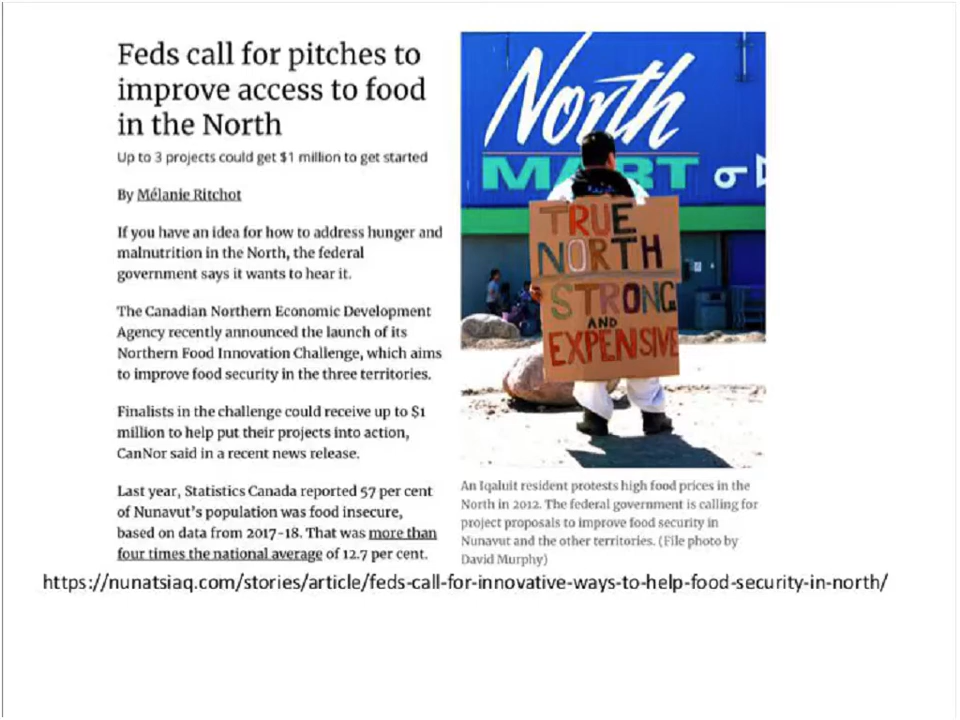 Feds call for pitches to
improve access to food
in the North
Up to 3 projects could get $1 million to get started
By Mélanie Ritchot
If you have an idea for how to address hunger and
malnutrition in the North, the federal
government says it wants to hear it.
The Canadian Northern Economic Development
Agency recently announced the launch of its
Northern Food Innovation Challenge, which aims
to improve food security in the three territories.
Finalists in the challenge could receive up to $1
million to help put their projects into action,
CanNor said in a recent news release.
Last year, Statistics Canada reported 57 per cent
of Nunavut's population was food insecure,
based on data from 2017-18. That was more than
four times the national average of 12.7 per cent.
North
MART
TRUE
NORTH
STRONG
AND
EXPENSIVE
An Iqaluit resident protests high food prices in the
North in 2012. The federal government is calling for
project proposals to improve food security in
Nunavut and the other territories. (File photo by
David Murphy)
https://nunatsiaq.com/stories/article/feds-call-for-innovative-ways-to-help-food-security-in-north/